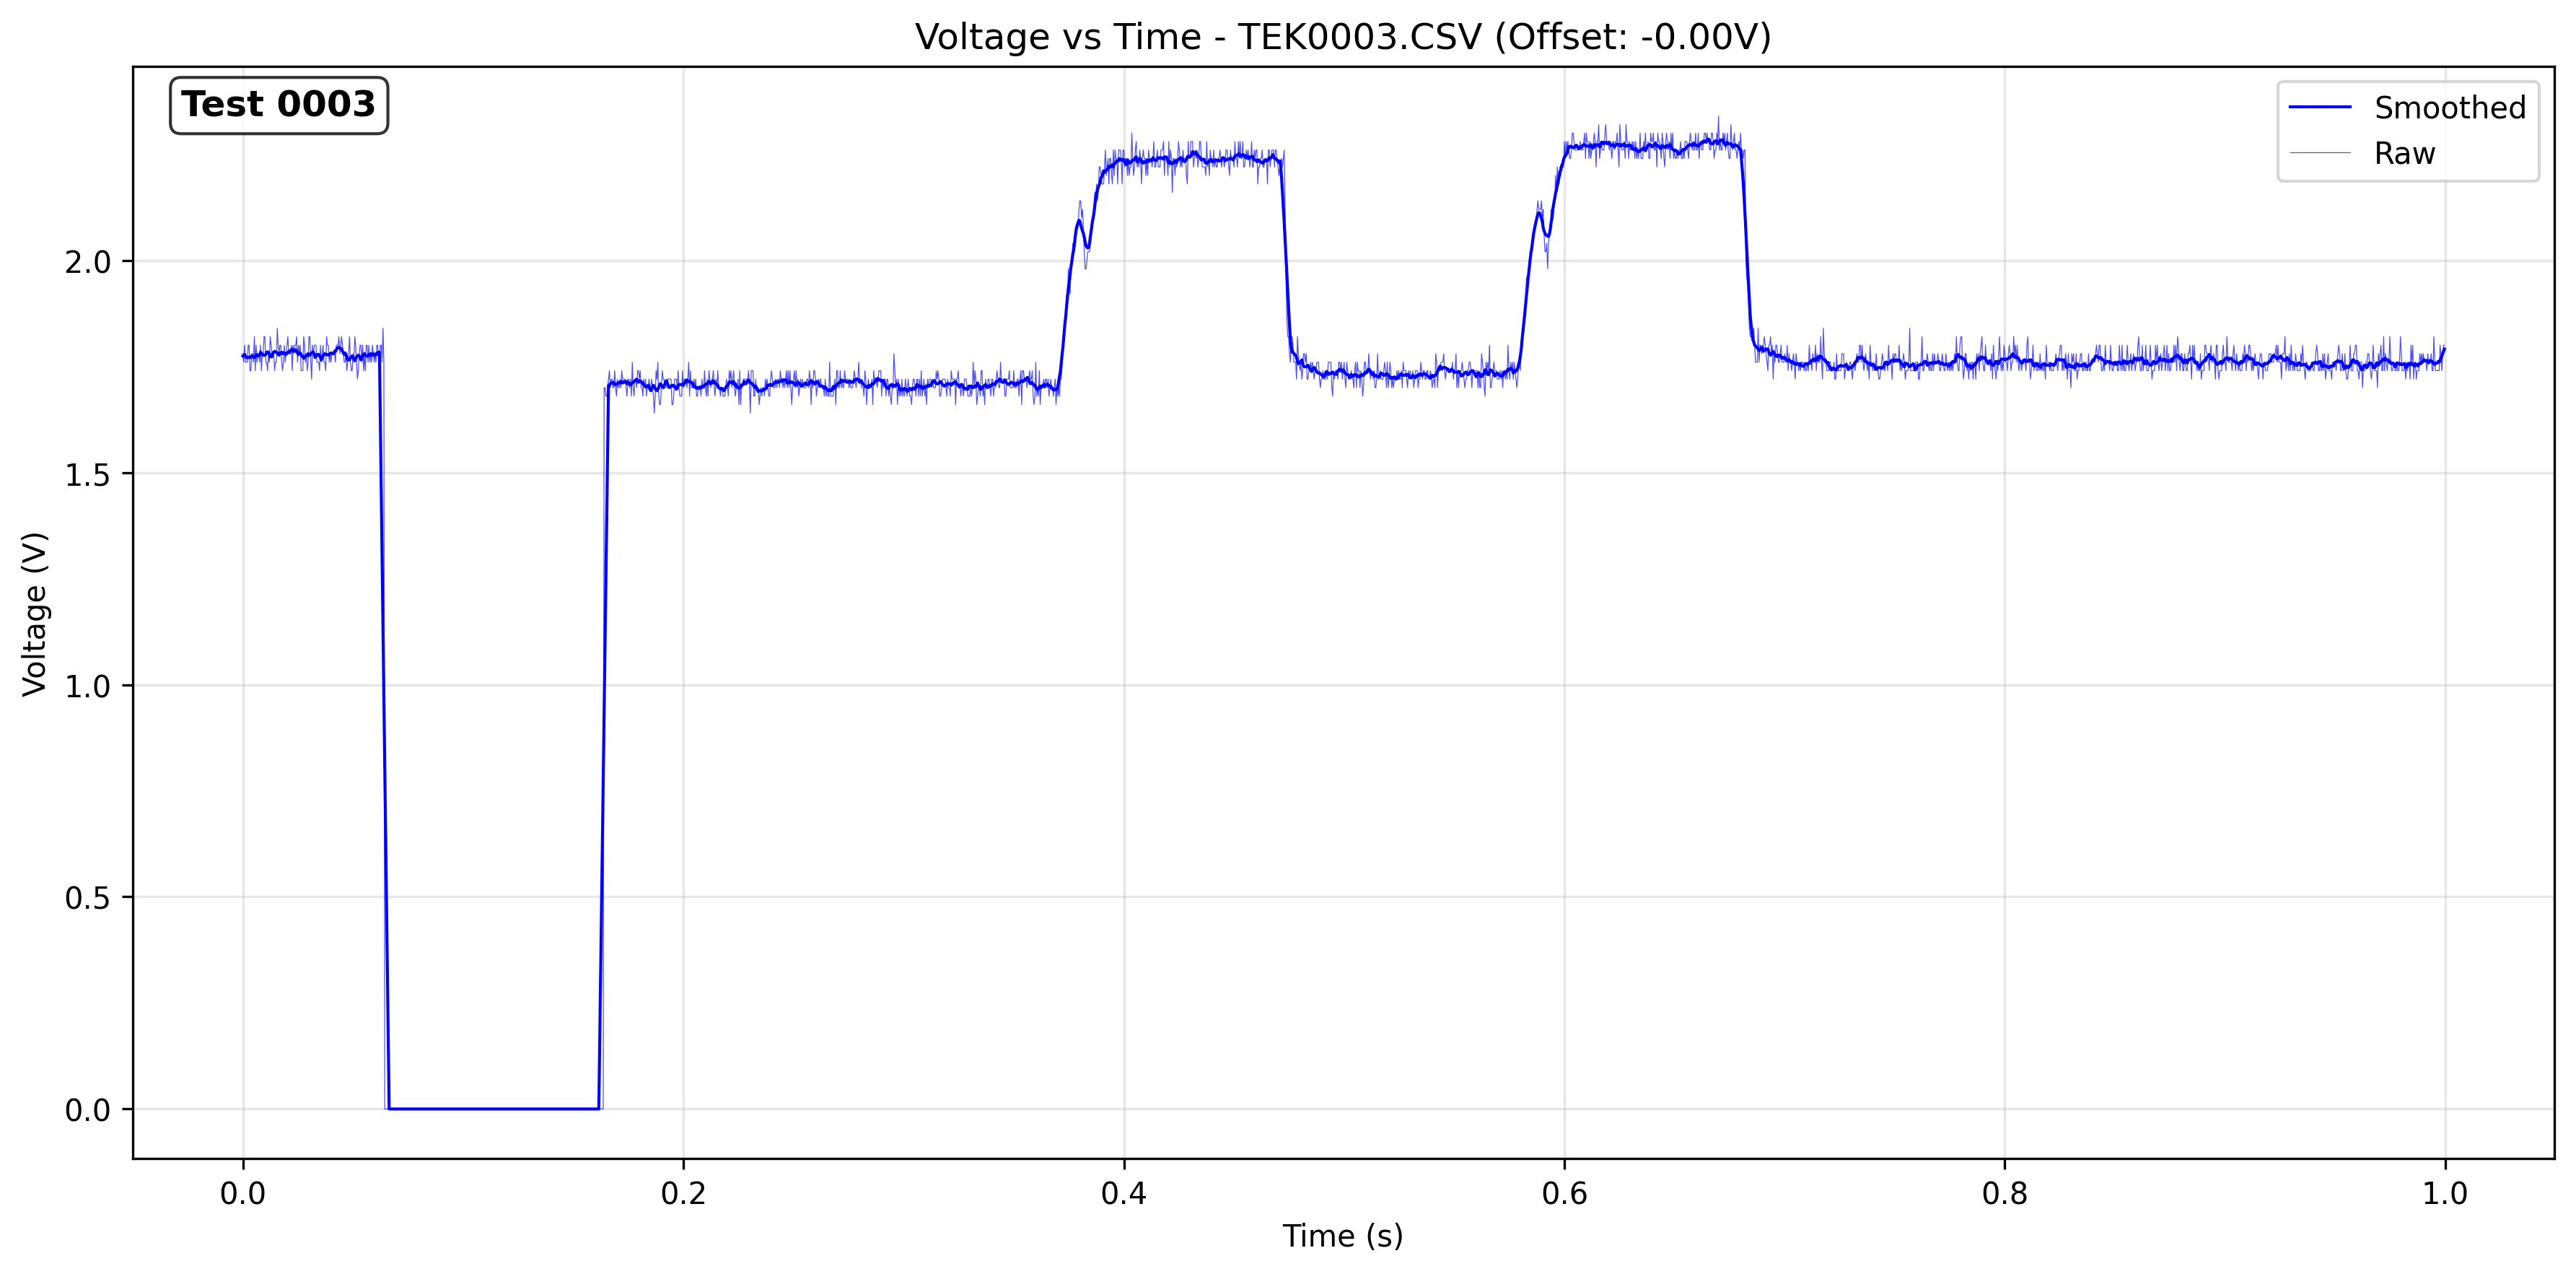 Voltage vs Time - TEK0003.CSV (Offset: -0.00V)
Test 0003
Smoothed
Raw
Voltage (V)
2.0
1.5
1.0
0.5
0.0
0.0 0.2 0.4 0.6 0.8 1.0
Time (s)